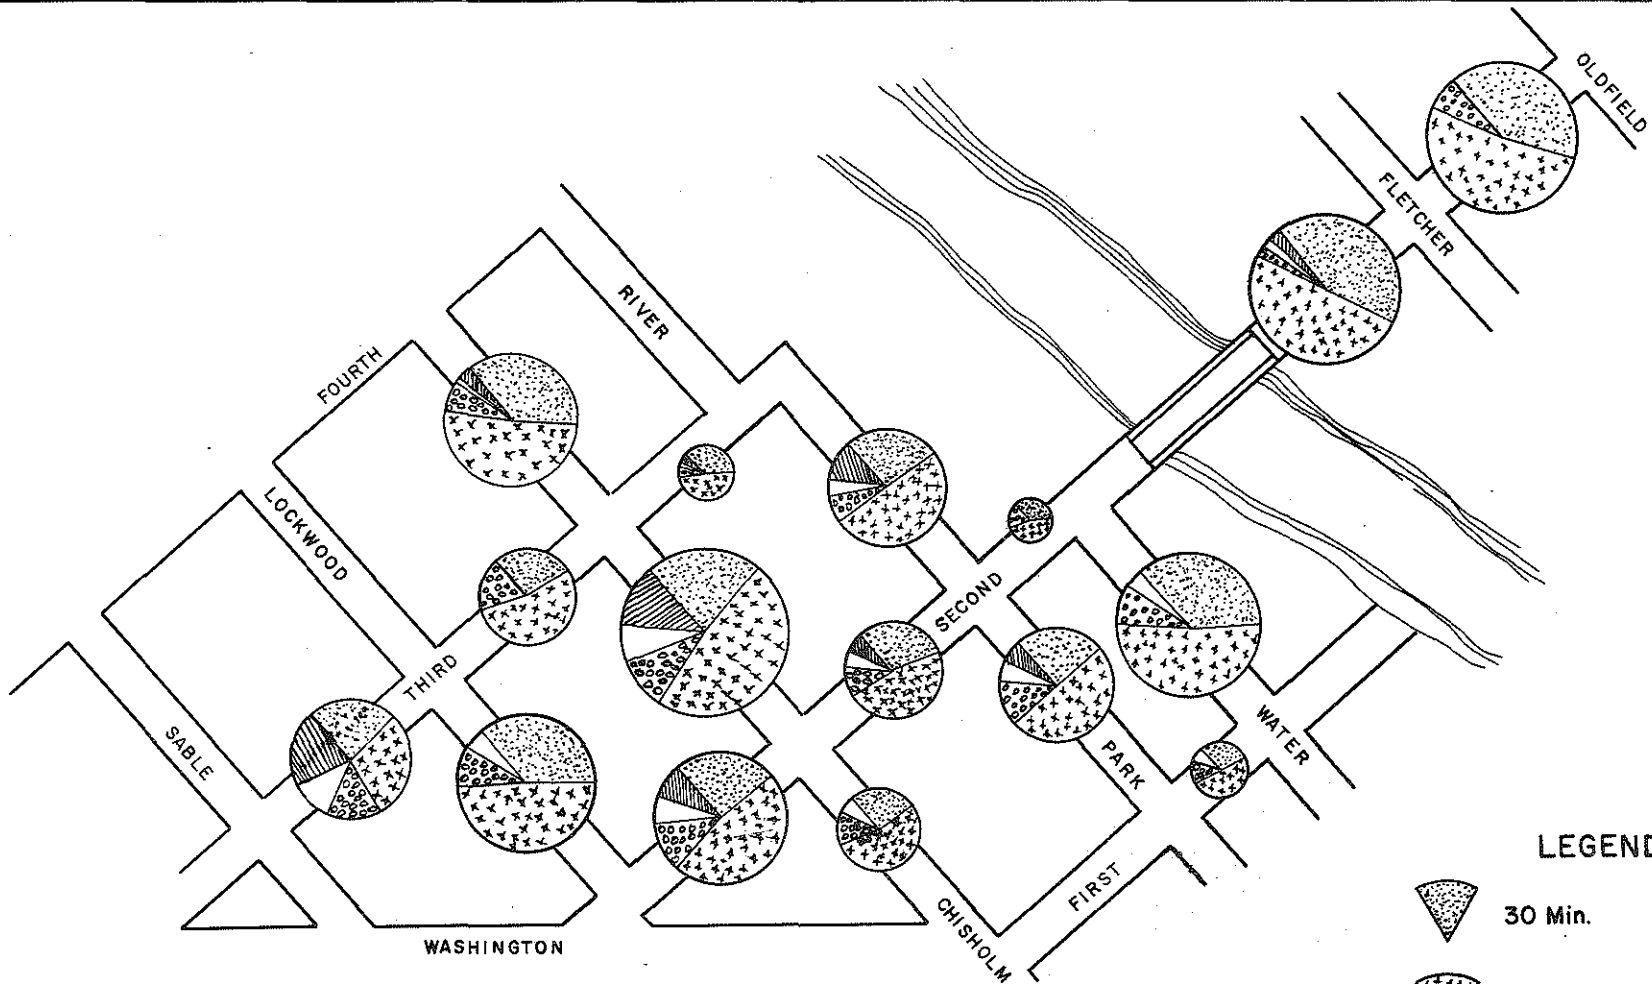 OLDFIELD
FLETCHER
RIVER
FOURTH
LOCKWOOD
SECOND
THIRD
SABLE
WATER
PARK
LEGEND
FIRST
30 Min.
CHISHOLM
WASHINGTON